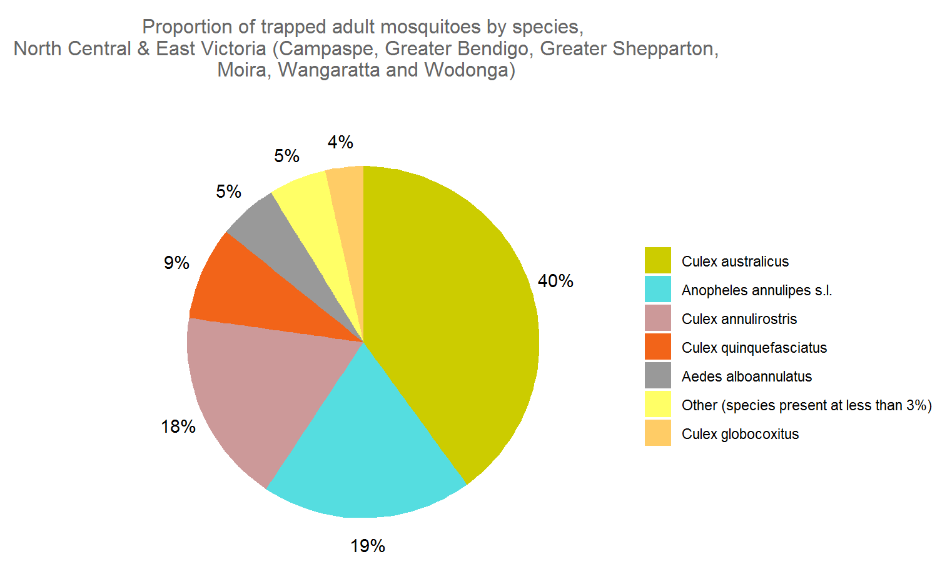 Proportion of trapped adult mosquitoes by species,
North Central & East Victoria (Campaspe, Greater Bendigo, Greater Shepparton,
Moira, Wangaratta and Wodonga)
4%
5%
5%
9%
40%
18%
19%
Culex australicus
Anopheles annulipes s.l.
Culex annulirostris
Culex quinquefasciatus
Aedes alboannulatus
Other (species present at less than 3%)
Culex globocoxitus